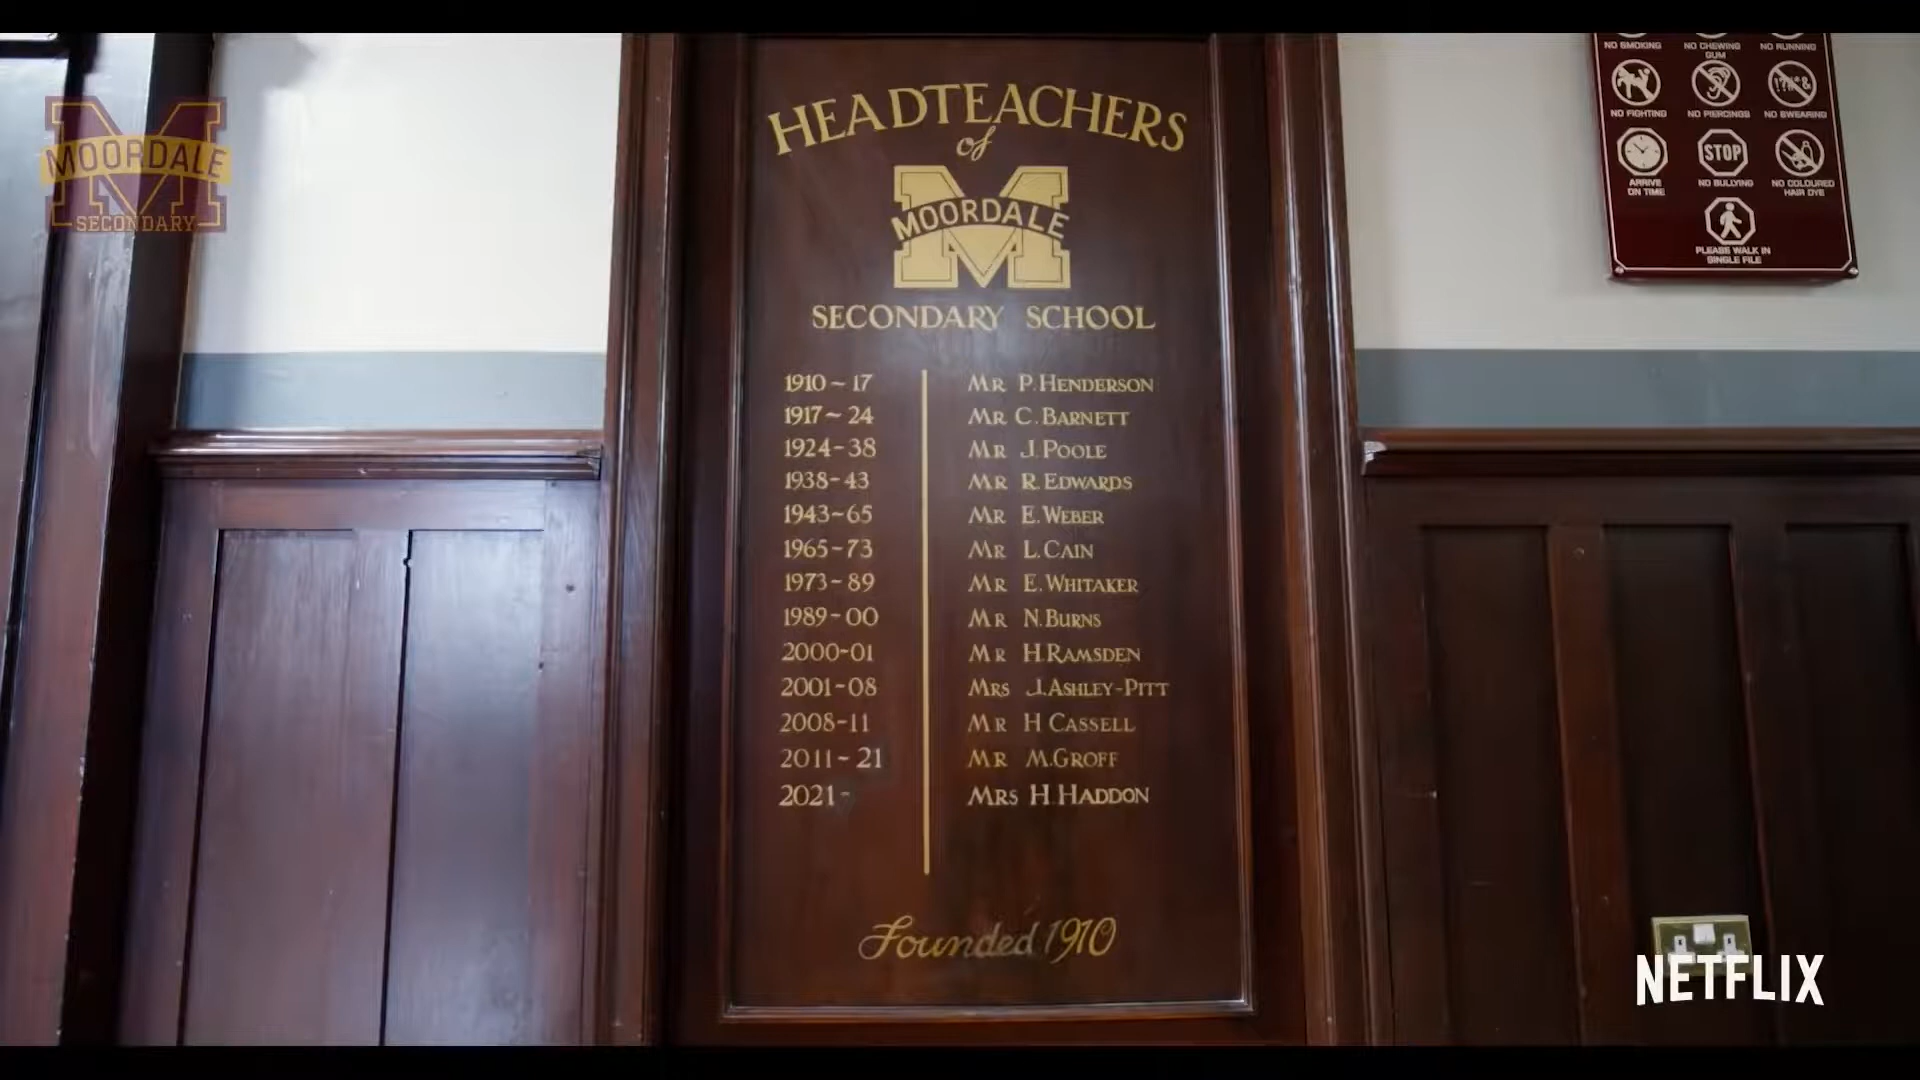 MOORDALE
SECONDARY
HEADTEACHERS
of
MOORDALE
SECONDARY SCHOOL
1910~17 MR P. HENDERSON
1917~24 MR C. BARNETT
1924-38 MR J. POOLE
1938-43 MR R. EDWARDS
1943-65 MR E. WEBER
1965-73 MR L. CAIN
1973-89 MR E. WHITAKER
1989-00 MR N. BURNS
2000-01 MR H. RAMSDEN
2001-08 MRS J. ASHLEY-PITT
2008-11 MR H CASSELL
2011-21 MR M. GROFF
2021- MRS H HADDON
Founded 1910
NO SMOKING
NO CHEWING GUM
NO RUNNING
NO FIGHTING
NO PIERCINGS
!?#*&
NO SWEARING
ARRIVE ON TIME
STOP
NO BULLYING
NO COLOURED HAIR DYE
PLEASE WALK IN
SINGLE FILE
NETFLIX